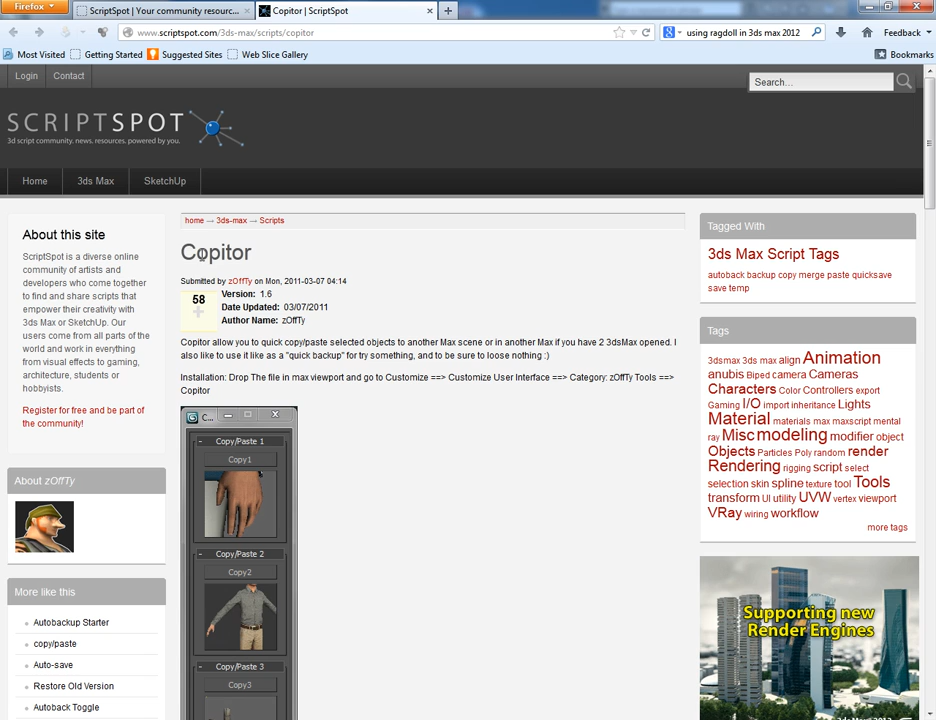 Firefox
ScriptSpot | Your community resourc...
Copitor | ScriptSpot
www.scriptspot.com/3ds-max/scripts/copitor
using ragdoll in 3ds max 2012
Feedback
Most Visited
Getting Started
Suggested Sites
Web Slice Gallery
Bookmarks
Login
Contact
Search...
SCRIPTSPOT
3d script community. news. resources. powered by you.
Home
3ds Max
SketchUp
About this site
ScriptSpot is a diverse online
community of artists and
developers who come together
to find and share scripts that
empower their creativity with
3ds Max or SketchUp. Our
users come from all parts of the
world and work in everything
from visual effects to gaming,
architecture, students or
hobbyists.
Register for free and be part of
the community!
About zOffTy
More like this
Autobackup Starter
copy/paste
Auto-save
Restore Old Version
Autoback Toggle
home → 3ds-max → Scripts
Copitor
Submitted by zOffTy on Mon, 2011-03-07 04:14
58
Version: 1.6
Date Updated: 03/07/2011
Author Name: zOffTy
Copitor allow you to quick copy/paste selected objects to another Max scene or in another Max if you have 2 3dsMax opened. I
also like to use it like as a "quick backup" for try something, and to be sure to loose nothing :)
Installation: Drop The file in max viewport and go to Customize ==> Customize User Interface ==> Category: zOffTy Tools ==>
Copitor
C...
Copy/Paste 1
Copy1
Copy/Paste 2
Copy2
Copy/Paste 3
Copy3
Tagged With
3ds Max Script Tags
autoback backup copy merge paste quicksave
save temp
Tags
3dsmax 3ds max align Animation
anubis Biped camera Cameras
Characters Color Controllers export
Gaming I/O import inheritance Lights
Material materials max maxscript mental
ray Misc modeling modifier object
Objects Particles Poly random render
Rendering rigging script select
selection skin spline texture tool Tools
transform UI utility UVW vertex viewport
VRay wiring workflow
more tags
Supporting new
Render Engines